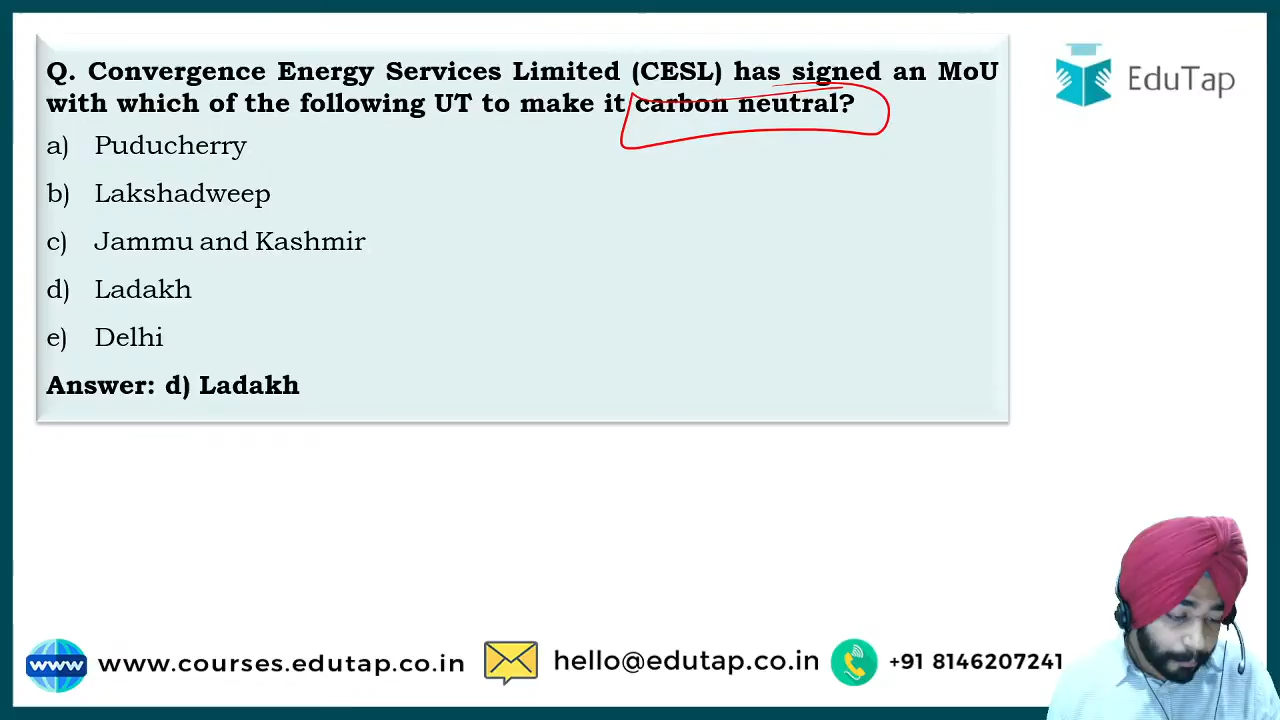 Q. Convergence Energy Services Limited (CESL) has signed an MoU
with which of the following UT to make it carbon neutral?
a) Puducherry
b) Lakshadweep
c) Jammu and Kashmir
d) Ladakh
e) Delhi
Answer: d) Ladakh
EduTap
www www.courses.edutap.co.in
hello@edutap.co.in
+91 8146207241